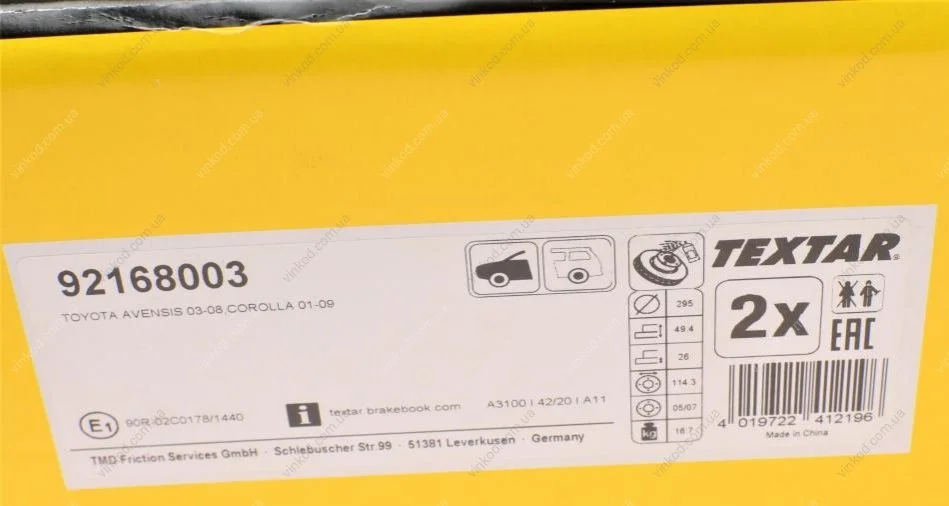 92168003
TOYOTA AVENSIS 03-08,COROLLA 01-09
TEXTAR
2x
EAC
295
49.4
26
114.3
05/07
kg 16.7
E1 90R-02C0178/1440
i textar.brakebook.com
A3100 I 42/20 I A11
TMD Friction Services GmbH · Schlebuscher Str.99 · 51381 Leverkusen · Germany
4 019722 412196
Made in China
vinkod.com.ua